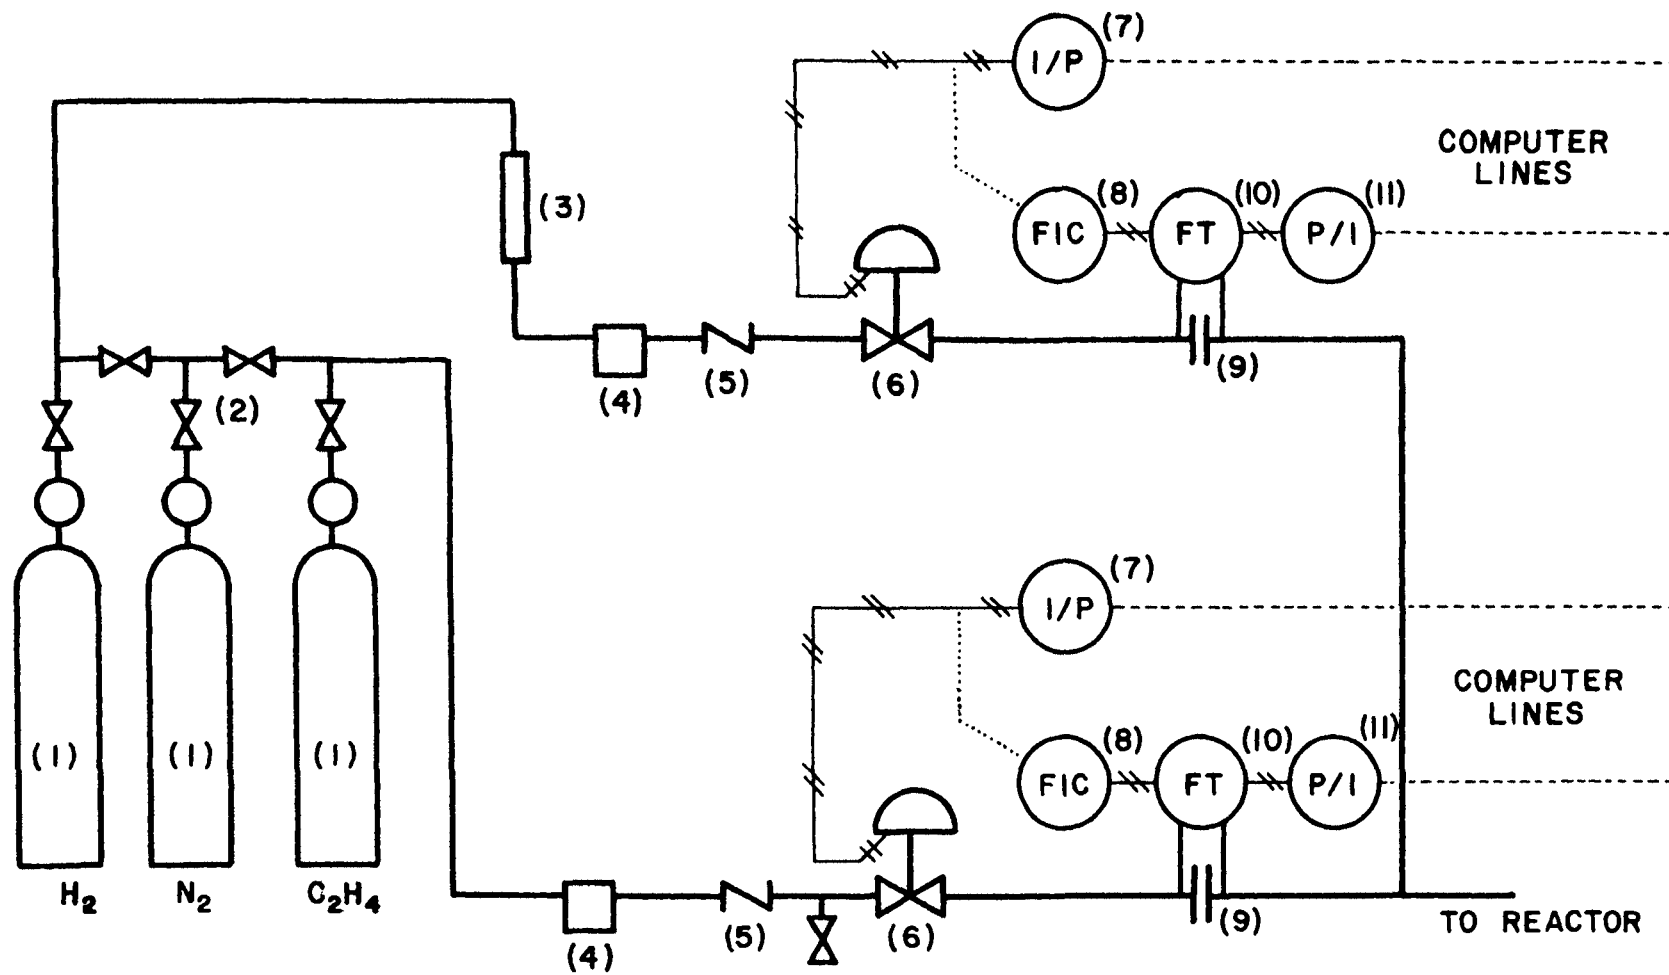 (7)
I/P
COMPUTER
LINES
(3)
(8)
(10)
(11)
FIC
FT
P/I
(2)
(4)
(5)
(6)
(9)
(7)
I/P
COMPUTER
LINES
(8)
(10)
(11)
FIC
FT
P/I
(1)
(1)
(1)
H2
N2
C2H4
(4)
(5)
(6)
(9)
TO REACTOR